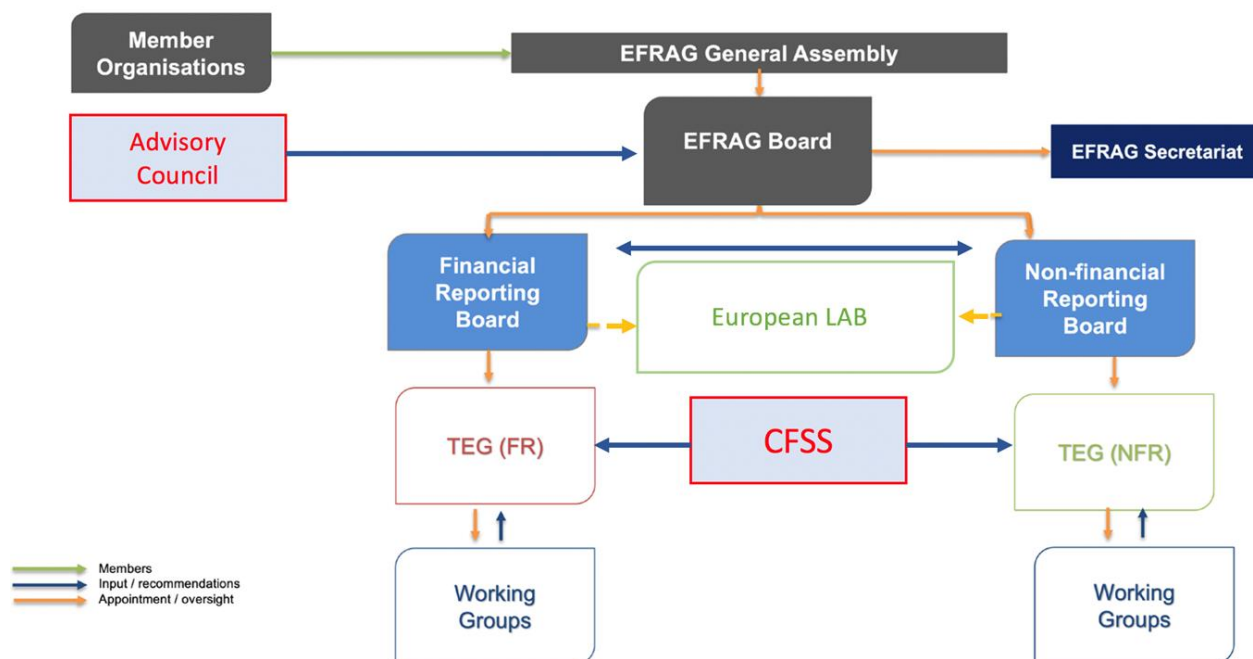 Member
Organisations
EFRAG General Assembly
Advisory
Council
EFRAG Board
EFRAG Secretariat
Financial
Reporting
Board
European LAB
Non-financial
Reporting
Board
TEG (FR)
CFSS
TEG (NFR)
Members
Input / recommendations
Appointment / oversight
Working
Groups
Working
Groups